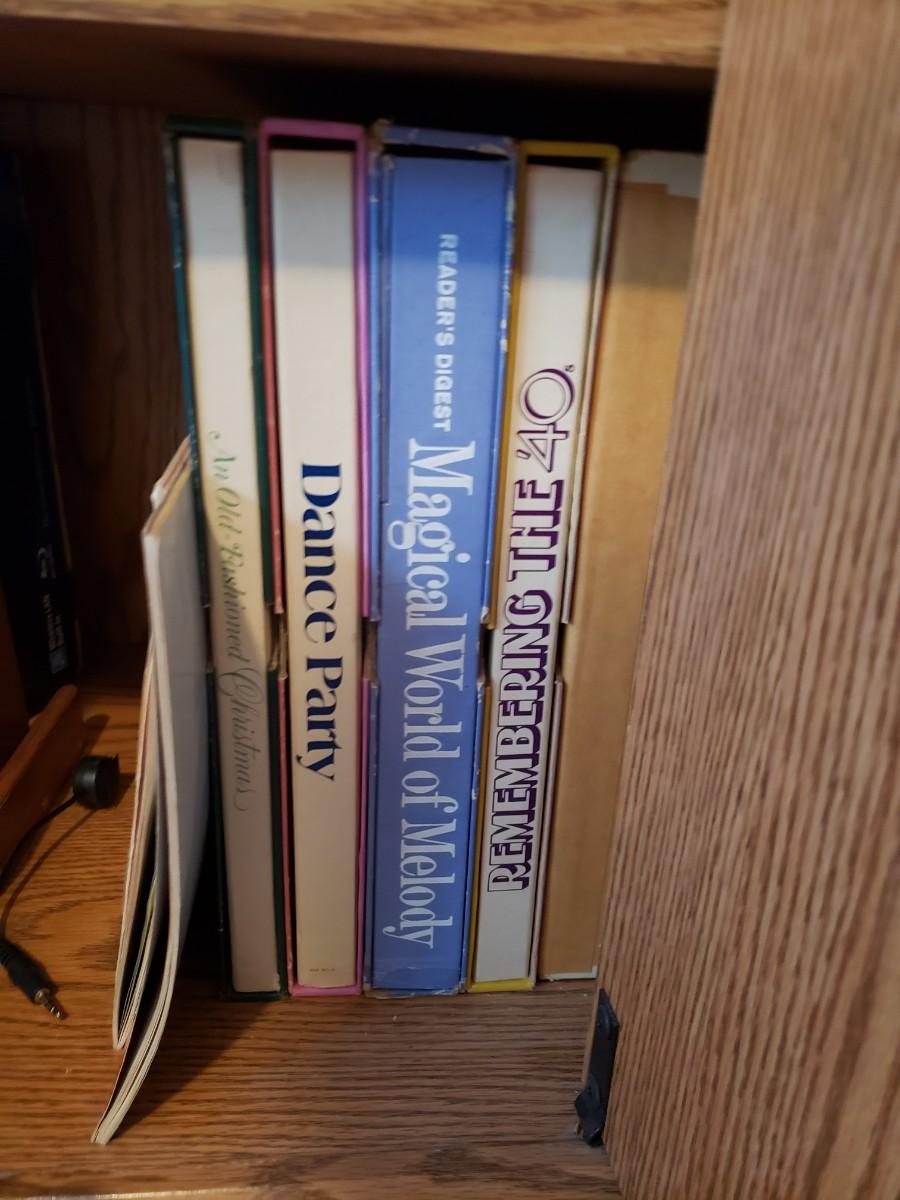 An Old-Fashioned Christmas
Dance Party
READER'S DIGEST Magical World of Melody
REMEMBERING THE '40s